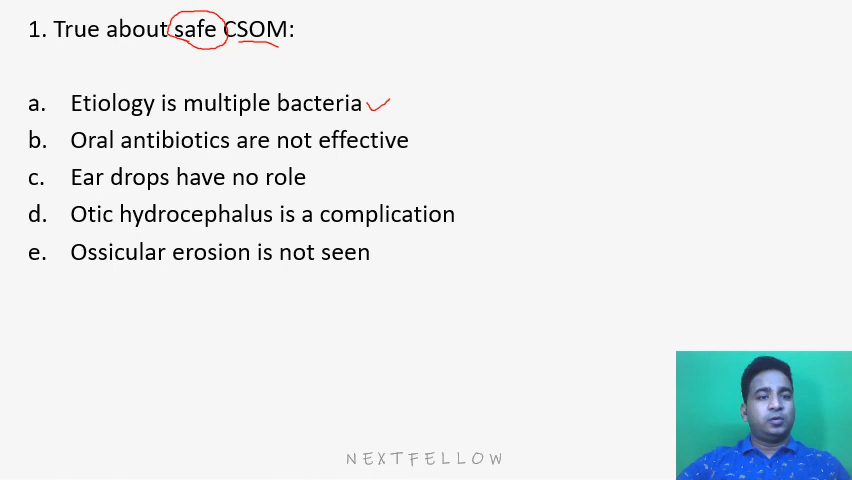 1. True about safe CSOM:
a. Etiology is multiple bacteria
b. Oral antibiotics are not effective
c. Ear drops have no role
d. Otic hydrocephalus is a complication
e. Ossicular erosion is not seen
NEXTFELLOW